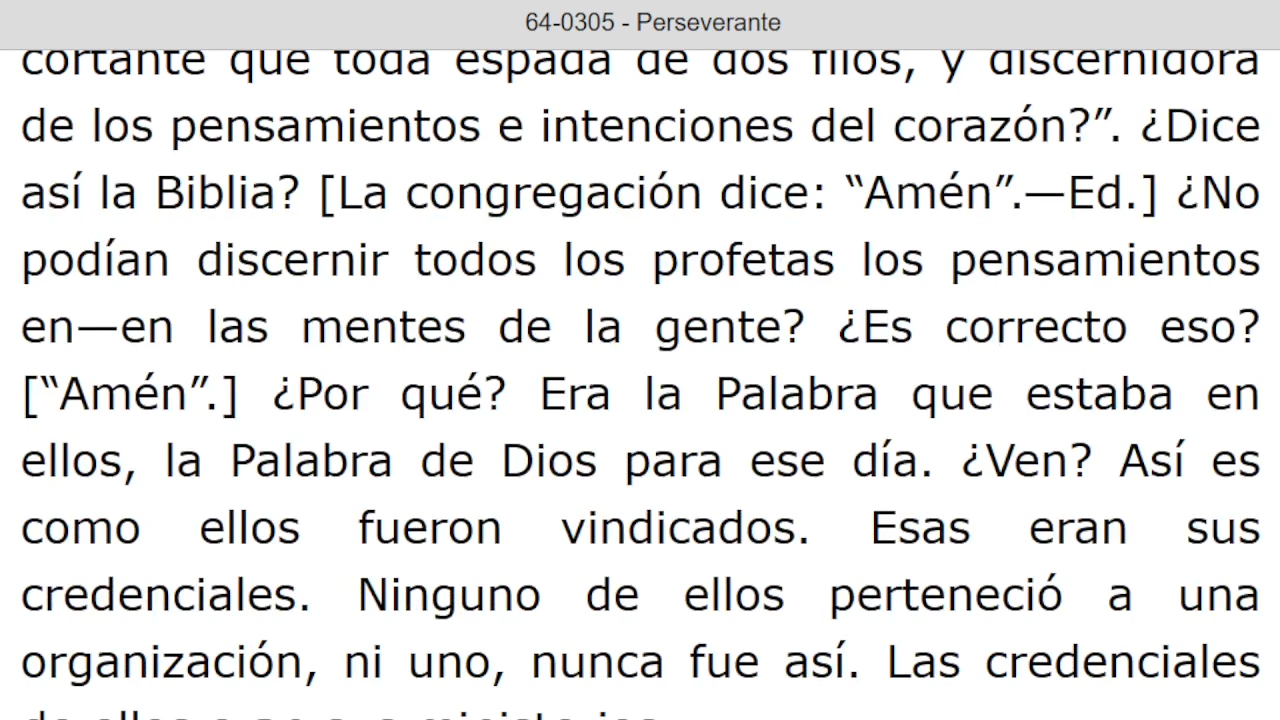 64-0305 - Perseverante
cortante que toda espada de dos filos, y discernidora
de los pensamientos e intenciones del corazón?”. ¿Dice
así la Biblia? [La congregación dice: “Amén”.—Ed.] ¿No
podían discernir todos los profetas los pensamientos
en—en las mentes de la gente? ¿Es correcto eso?
[“Amén”.] ¿Por qué? Era la Palabra que estaba en
ellos, la Palabra de Dios para ese día. ¿Ven? Así es
como ellos fueron vindicados. Esas eran sus
credenciales. Ninguno de ellos perteneció a una
organización, ni uno, nunca fue así. Las credenciales
de ellos